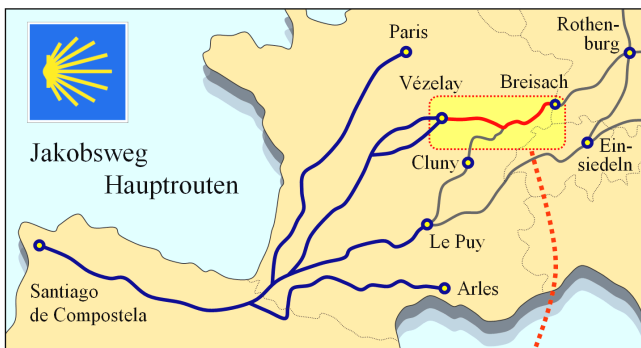 Paris
Rothen-
burg
Vézelay
Breisach
Jakobsweg
Hauptrouten
Cluny
Ein-
siedeln
Le Puy
Santiago
de Compostela
Arles